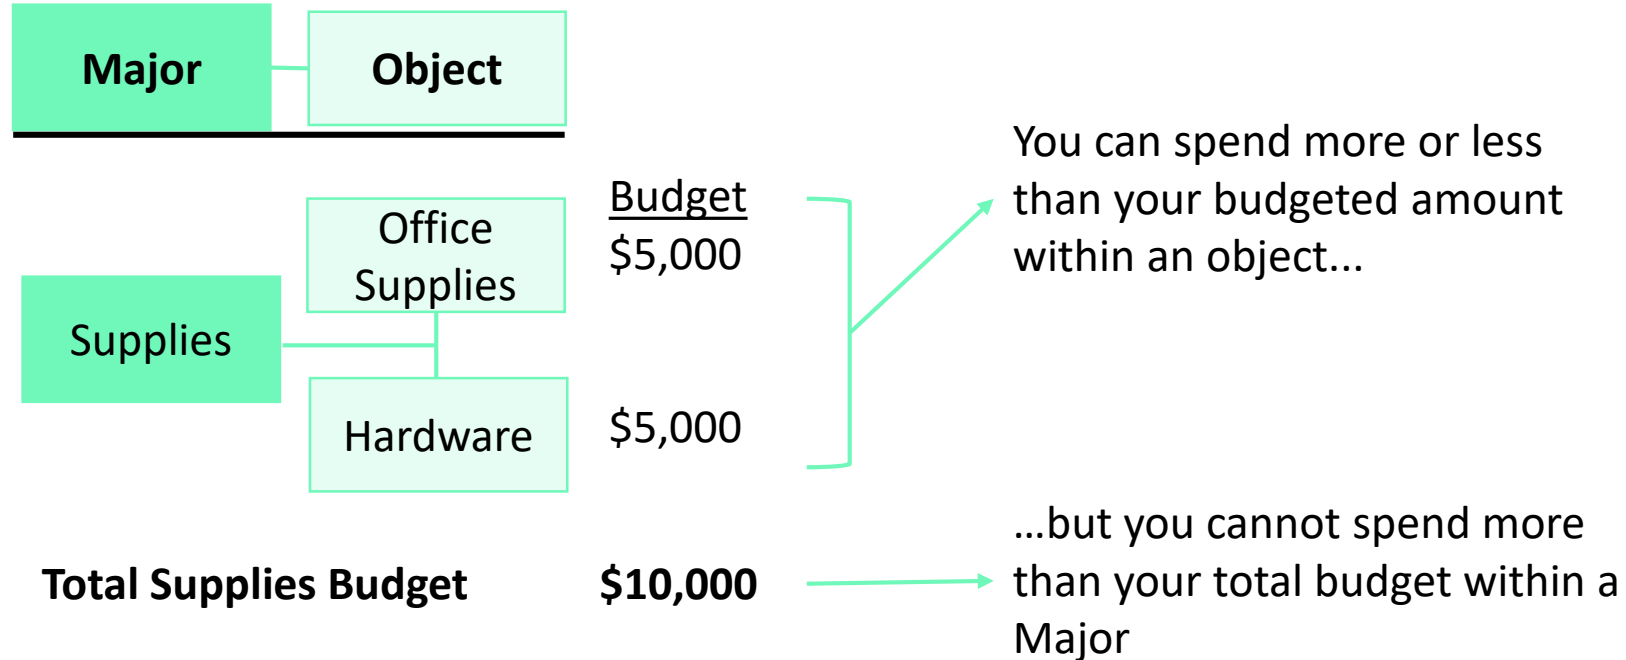 Major
Object
You can spend more or less
than your budgeted amount
within an object...
Budget
Office
Supplies
$5,000
Supplies
Hardware
$5,000
Total Supplies Budget
$10,000
…but you cannot spend more
than your total budget within a
Major